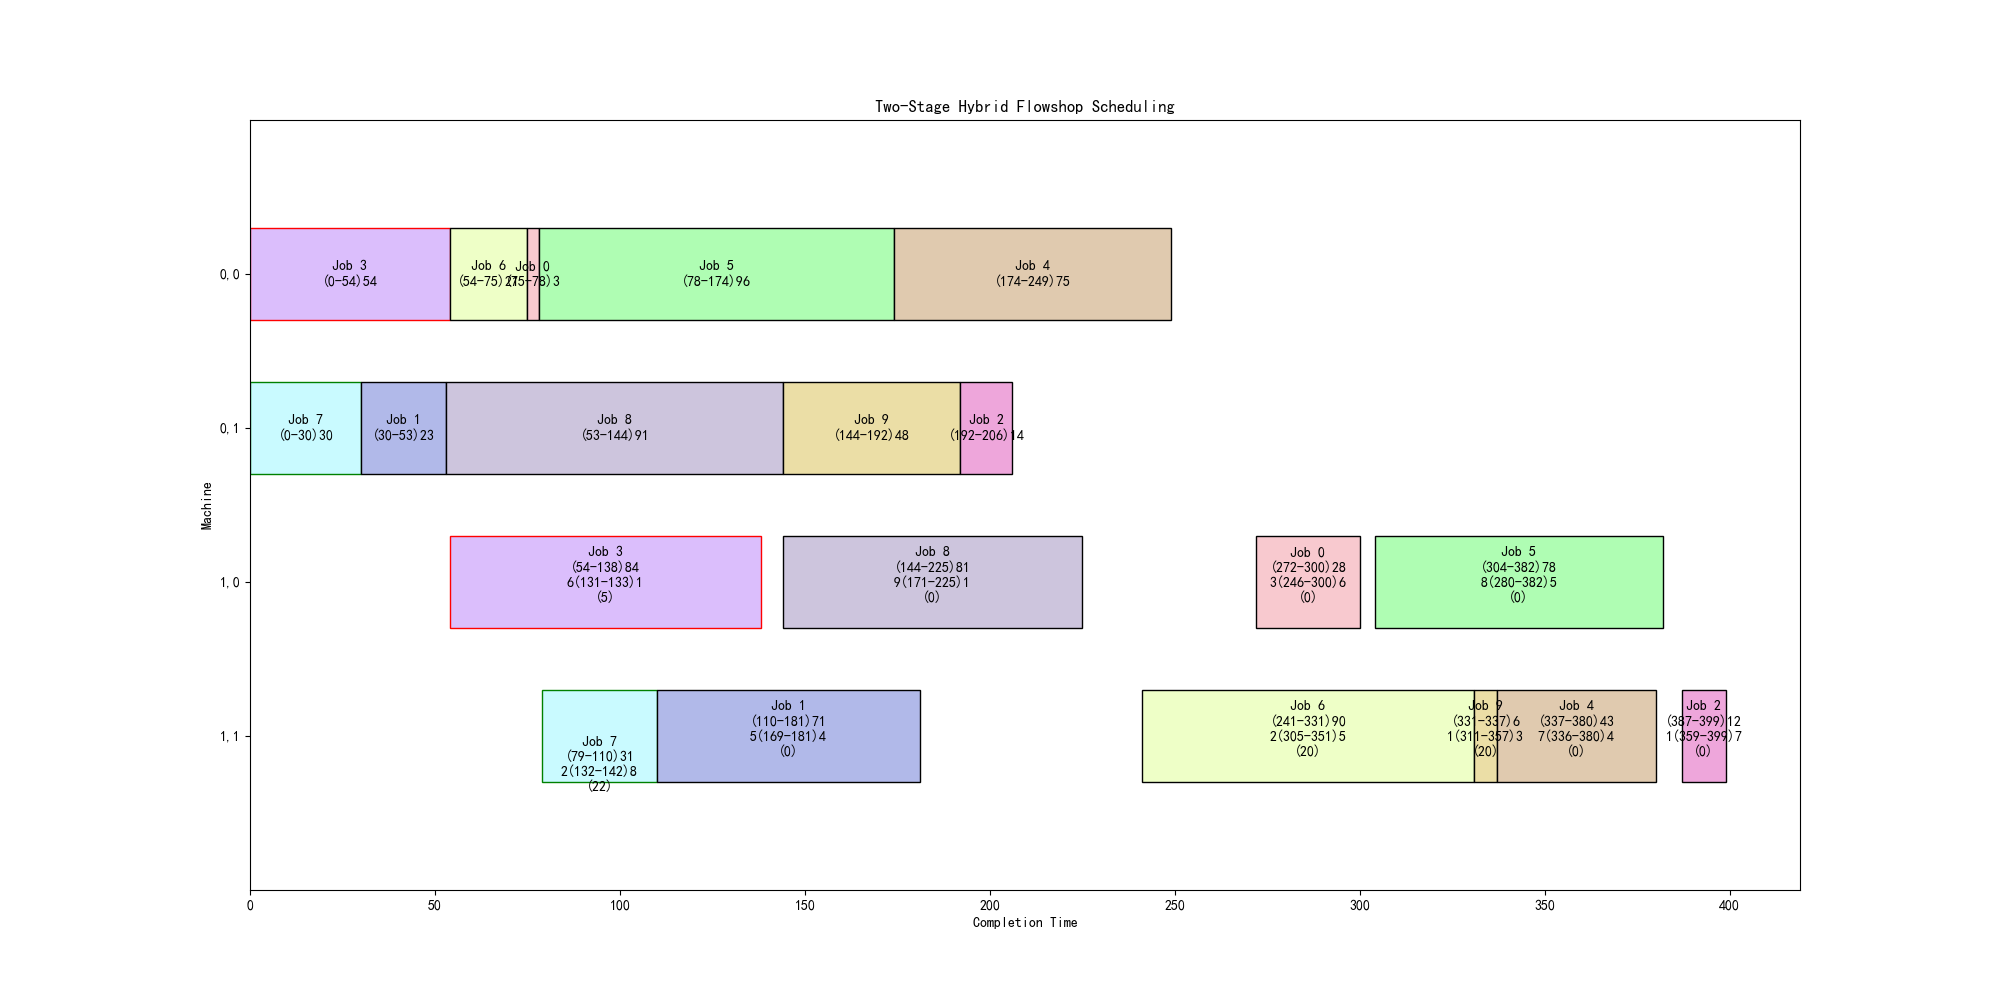 Two-Stage Hybrid Flowshop Scheduling
Machine
0,0
Job 3
(0-54)54
Job 6
(54-75)21
Job 0
(75-78)3
Job 5
(78-174)96
Job 4
(174-249)75
0,1
Job 7
(0-30)30
Job 1
(30-53)23
Job 8
(53-144)91
Job 9
(144-192)48
Job 2
(192-206)14
1,0
Job 3
(54-138)84
6(131-133)1
(5)
Job 8
(144-225)81
9(171-225)1
(0)
Job 0
(272-300)28
3(246-300)6
(0)
Job 5
(304-382)78
8(280-382)5
(0)
1,1
Job 7
(79-110)31
2(132-142)8
(22)
Job 1
(110-181)71
5(169-181)4
(0)
Job 6
(241-331)90
2(305-351)5
(20)
Job 9
(331-337)6
1(311-357)3
(20)
Job 4
(337-380)43
7(336-380)4
(0)
Job 2
(387-399)12
1(359-399)7
(0)
0 50 100 150 200 250 300 350 400
Completion Time